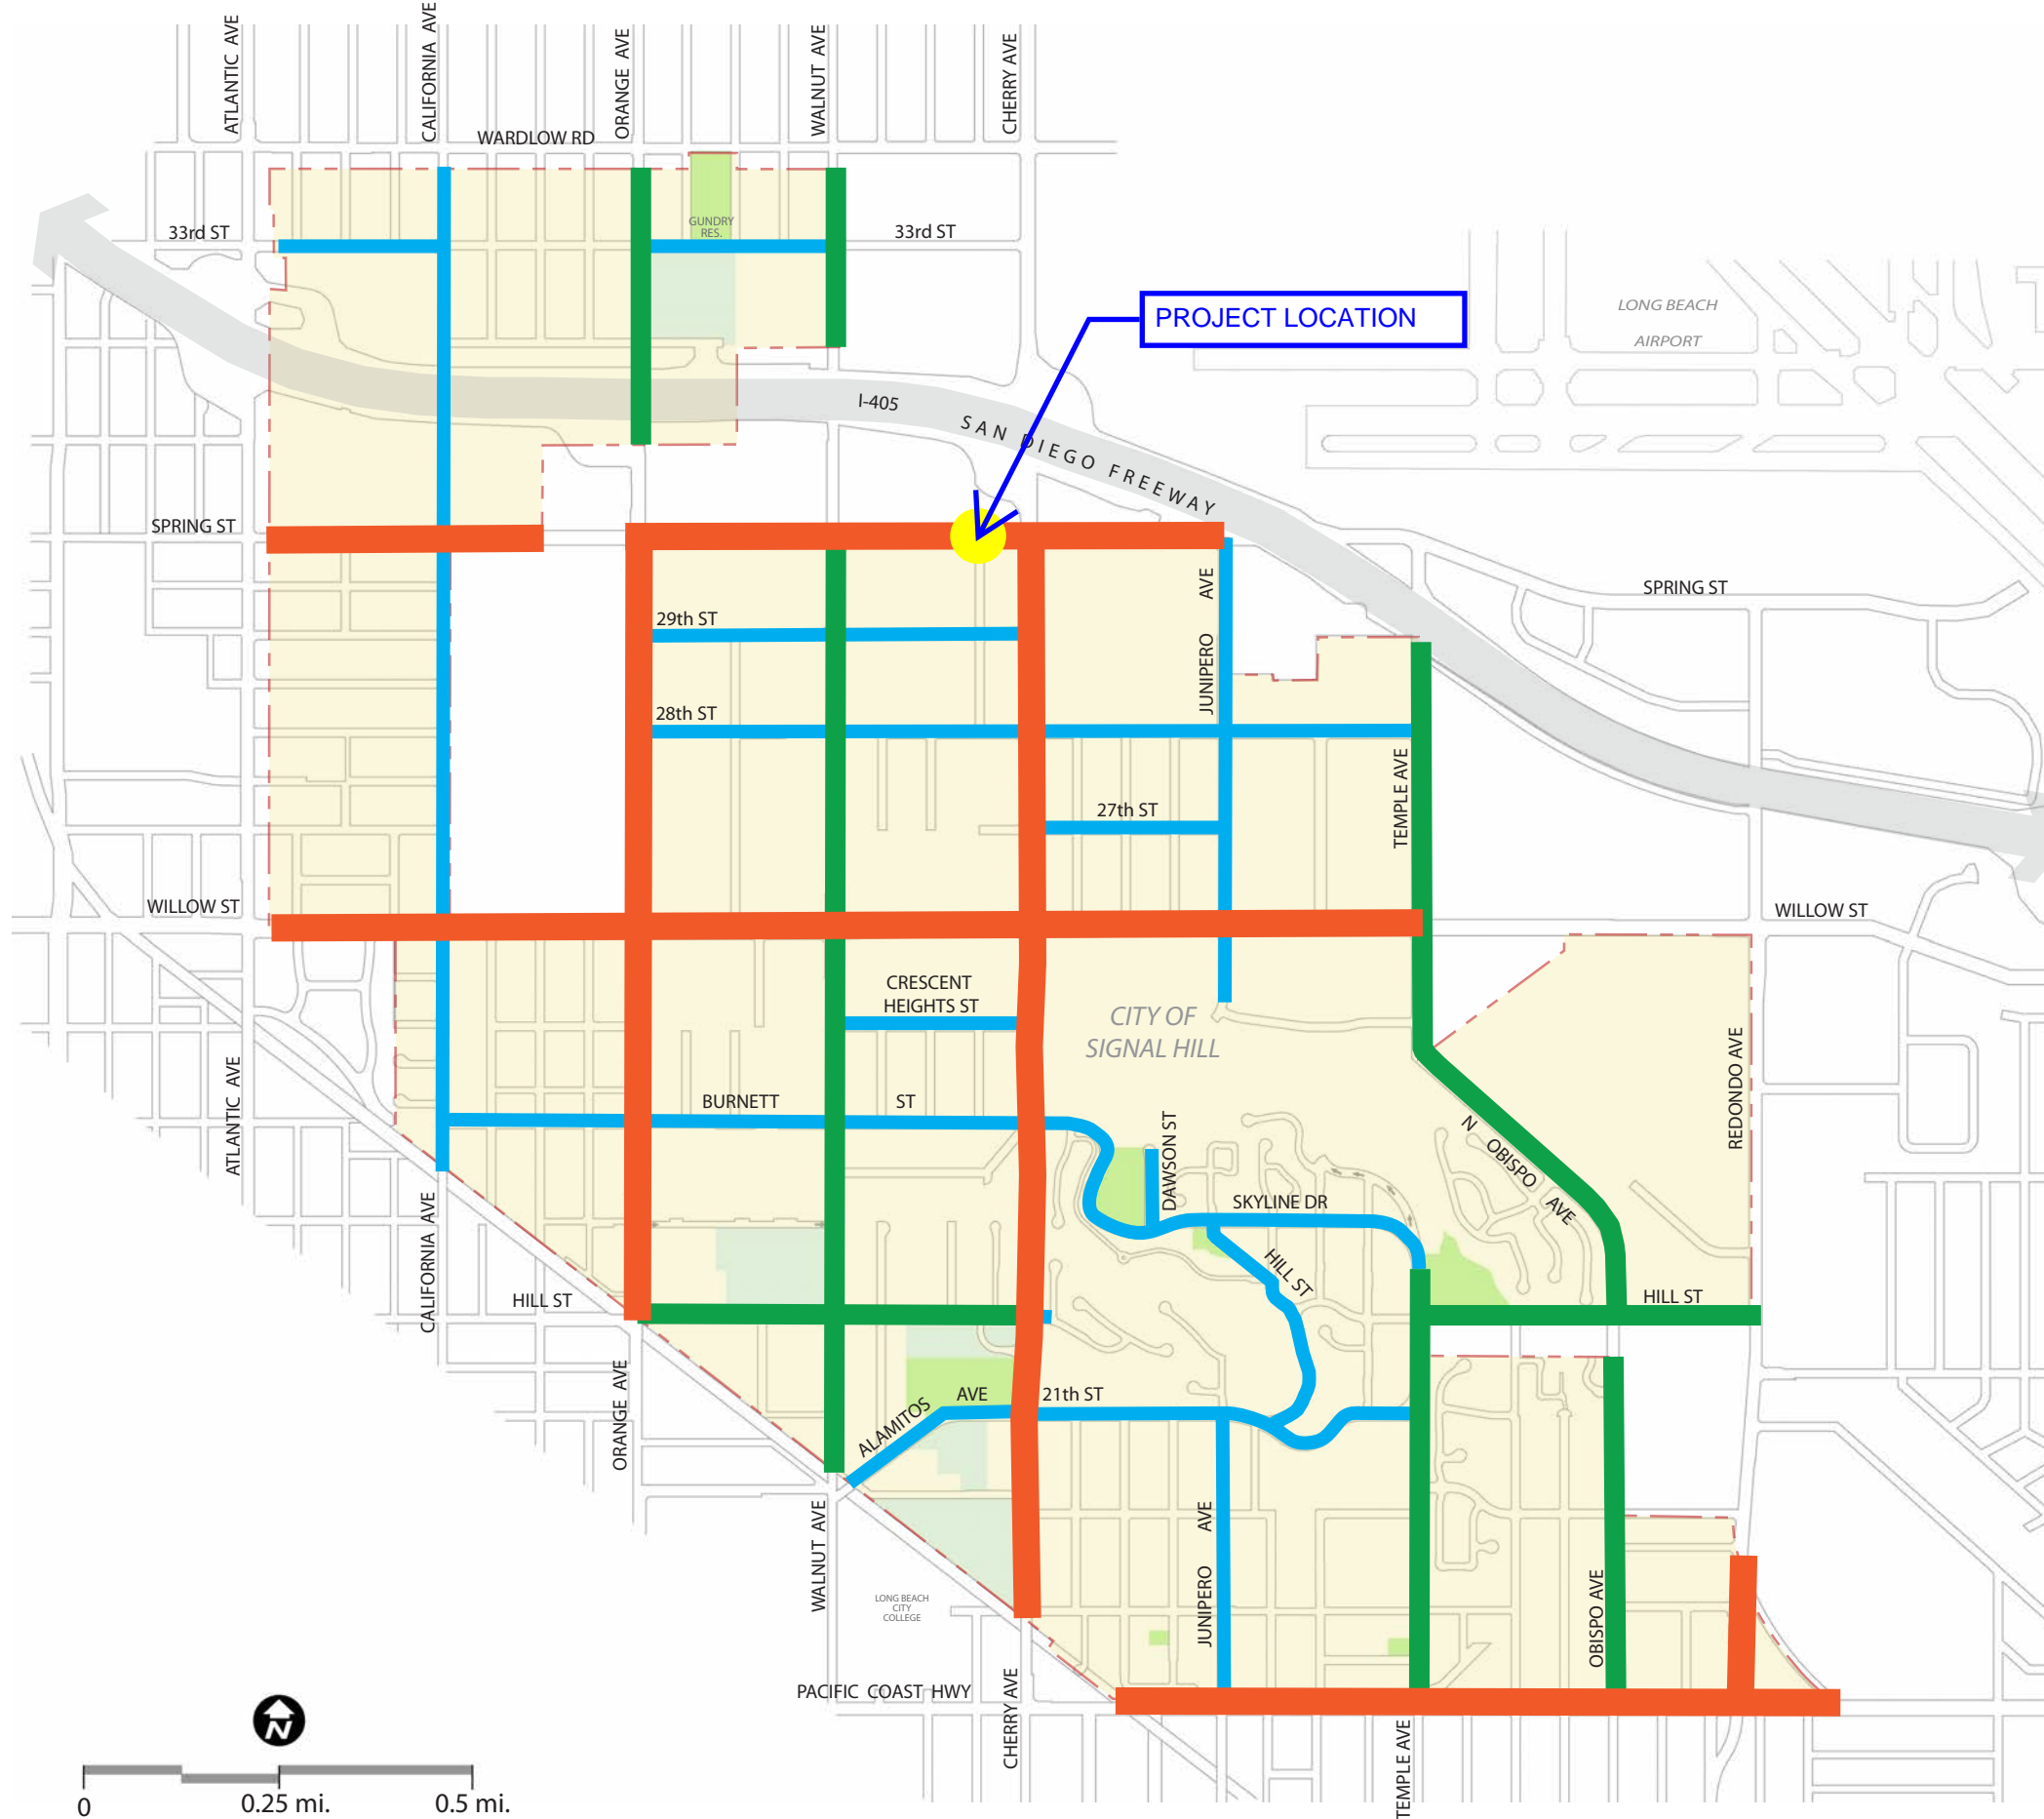 ATLANTIC AVE
CALIFORNIA AVE
ORANGE AVE
WALNUT AVE
CHERRY AVE
WARDLOW RD
33rd ST
GUNDRY
RES.
33rd ST
PROJECT LOCATION
LONG BEACH
AIRPORT
I-405
SAN DIEGO FREEWAY
SPRING ST
SPRING ST
29th ST
JUNIPERO AVE
28th ST
TEMPLE AVE
27th ST
WILLOW ST
WILLOW ST
CRESCENT
HEIGHTS ST
CITY OF
SIGNAL HILL
REDONDO AVE
ATLANTIC AVE
BURNETT ST
DAWSON ST
N OBISPO AVE
SKYLINE DR
CALIFORNIA AVE
HILL ST
HILL ST
HILL ST
ORANGE AVE
ALAMITOS AVE
21th ST
WALNUT AVE
JUNIPERO AVE
OBISPO AVE
LONG BEACH
CITY
COLLEGE
PACIFIC COAST HWY
CHERRY AVE
TEMPLE AVE
N
0
0.25 mi.
0.5 mi.